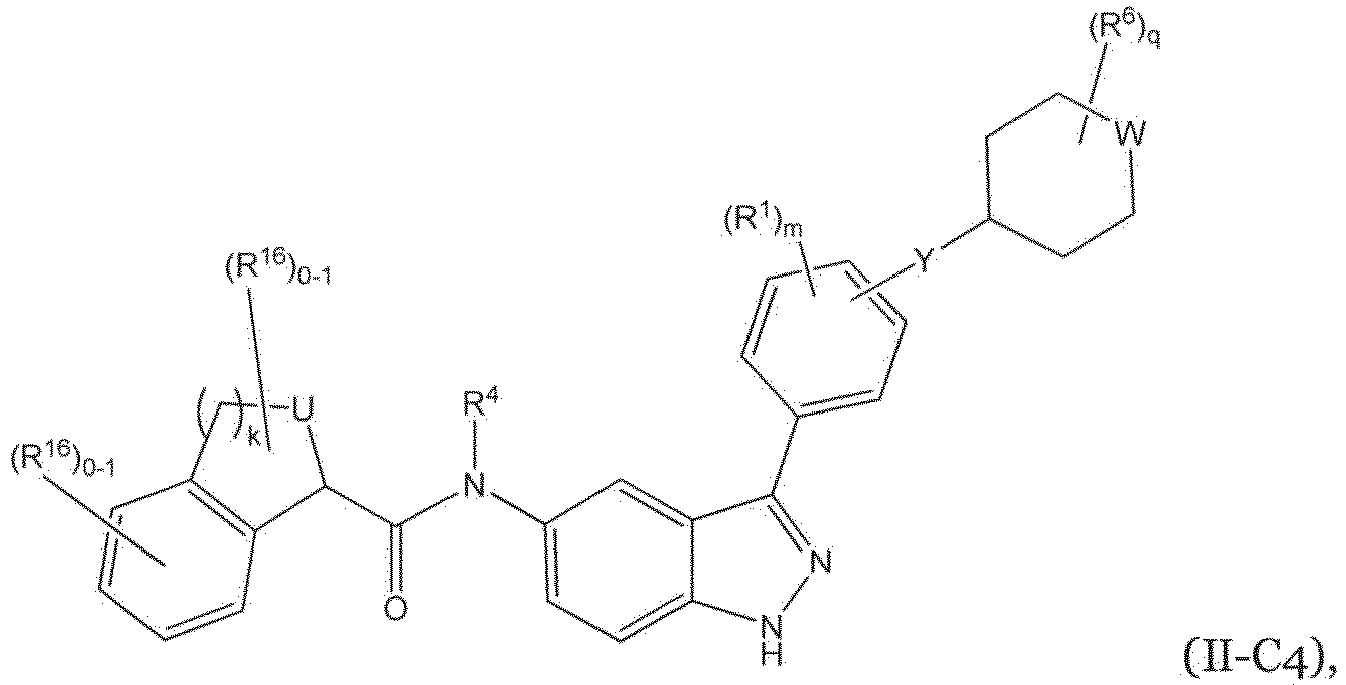 (R⁶)q
W
(R¹)m
Y
(R¹⁶)₀₋₁
U
R⁴
( )k
(R¹⁶)₀₋₁
N
N
O
N
H
(II-C4),